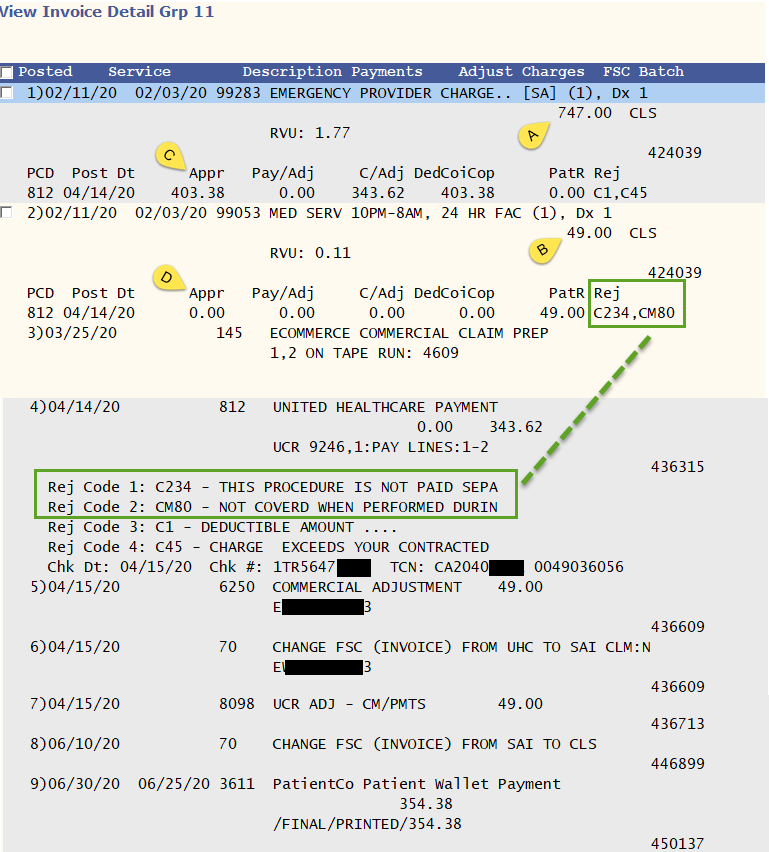 View Invoice Detail Grp 11
Posted Service Description Payments Adjust Charges FSC Batch
1)02/11/20 02/03/20 99283 EMERGENCY PROVIDER CHARGE.. [SA] (1), Dx 1
747.00 CLS
RVU: 1.77
A
424039
C
PCD Post Dt Appr Pay/Adj C/Adj DedCoiCop PatR Rej
812 04/14/20 403.38 0.00 343.62 403.38 0.00 C1,C45
2)02/11/20 02/03/20 99053 MED SERV 10PM-8AM, 24 HR FAC (1), Dx 1
49.00 CLS
RVU: 0.11
B
424039
D
PCD Post Dt Appr Pay/Adj C/Adj DedCoiCop PatR Rej
812 04/14/20 0.00 0.00 0.00 0.00 49.00 C234,CM80
3)03/25/20 145 ECOMMERCE COMMERCIAL CLAIM PREP
1,2 ON TAPE RUN: 4609
4)04/14/20 812 UNITED HEALTHCARE PAYMENT
0.00 343.62
UCR 9246,1:PAY LINES:1-2
436315
Rej Code 1: C234 - THIS PROCEDURE IS NOT PAID SEPA
Rej Code 2: CM80 - NOT COVERD WHEN PERFORMED DURIN
Rej Code 3: C1 - DEDUCTIBLE AMOUNT ....
Rej Code 4: C45 - CHARGE EXCEEDS YOUR CONTRACTED
Chk Dt: 04/15/20 Chk #: 1TR5647 TCN: CA2040 0049036056
5)04/15/20 6250 COMMERCIAL ADJUSTMENT 49.00
E 3
436609
6)04/15/20 70 CHANGE FSC (INVOICE) FROM UHC TO SAI CLM:N
3
436609
7)04/15/20 8098 UCR ADJ - CM/PMTS 49.00
436713
8)06/10/20 70 CHANGE FSC (INVOICE) FROM SAI TO CLS
446899
9)06/30/20 06/25/20 3611 PatientCo Patient Wallet Payment
354.38
/FINAL/PRINTED/354.38
450137